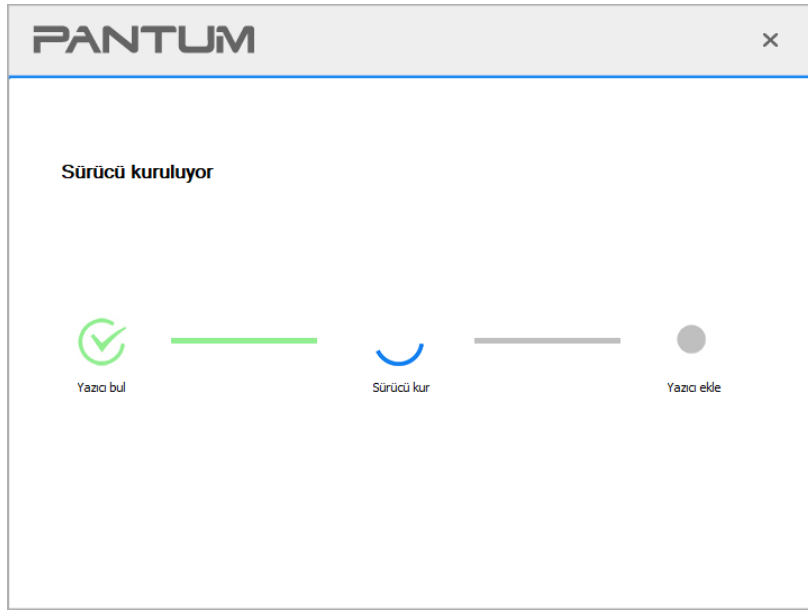 PANTUM
Sürücü kuruluyor
Yazıcı bul
Sürücü kur
Yazıcı ekle